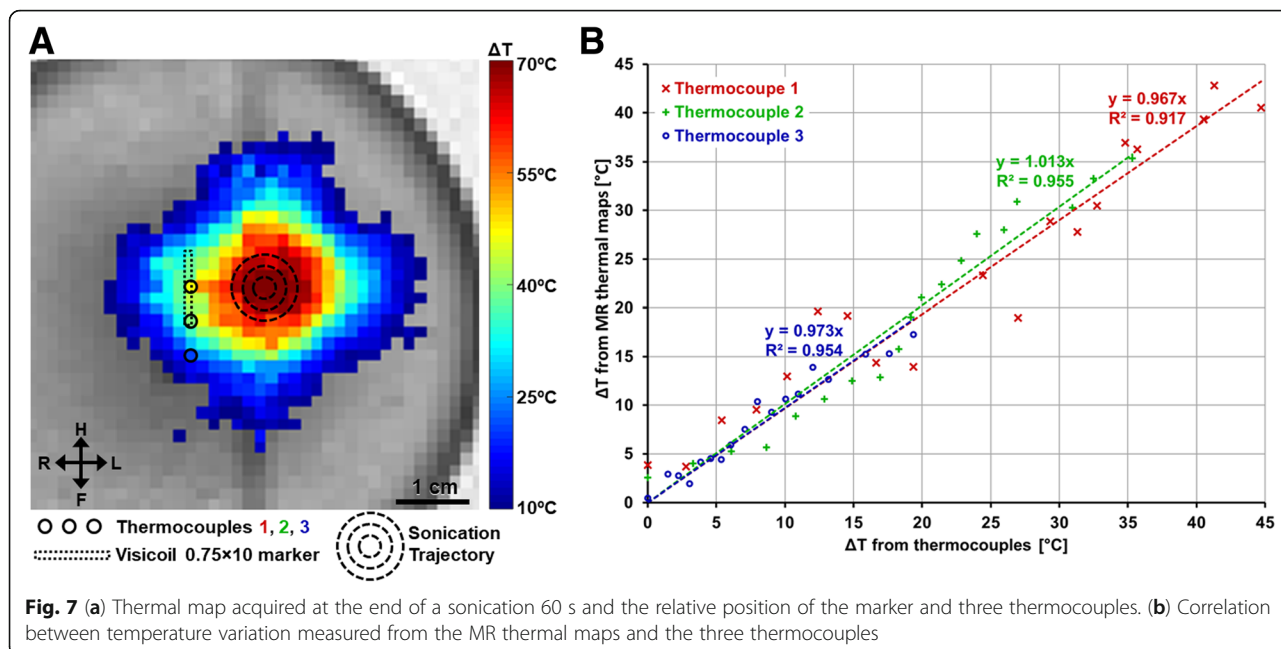 A
ΔT
70ºC
55ºC
40ºC
25ºC
10ºC
H
R L
F
1 cm
Thermocouples 1, 2, 3
Visicoil 0.75×10 marker
Sonication
Trajectory
B
45
40
35
30
25
20
15
10
5
0
ΔT from MR thermal maps [°C]
Thermocoupe 1
Thermocouple 2
Thermocouple 3
y = 0.967x
R² = 0.917
y = 1.013x
R² = 0.955
y = 0.973x
R² = 0.954
0 5 10 15 20 25 30 35 40 45
ΔT from thermocouples [°C]
Fig. 7 (a) Thermal map acquired at the end of a sonication 60 s and the relative position of the marker and three thermocouples. (b) Correlation
between temperature variation measured from the MR thermal maps and the three thermocouples